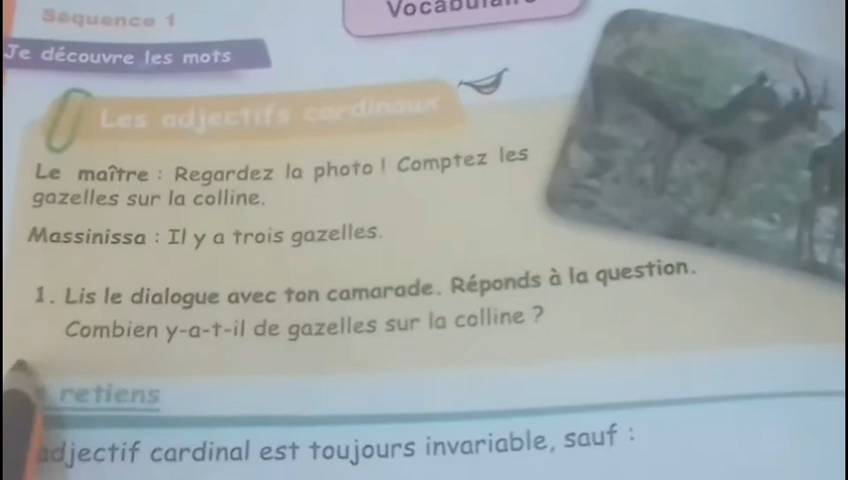 Séquence 1
Vocabulaire
Je découvre les mots
Les adjectifs cardinaux
Le maître : Regardez la photo ! Comptez les
gazelles sur la colline.
Massinissa : Il y a trois gazelles.
1. Lis le dialogue avec ton camarade. Réponds à la question.
Combien y-a-t-il de gazelles sur la colline ?
retiens
adjectif cardinal est toujours invariable, sauf :